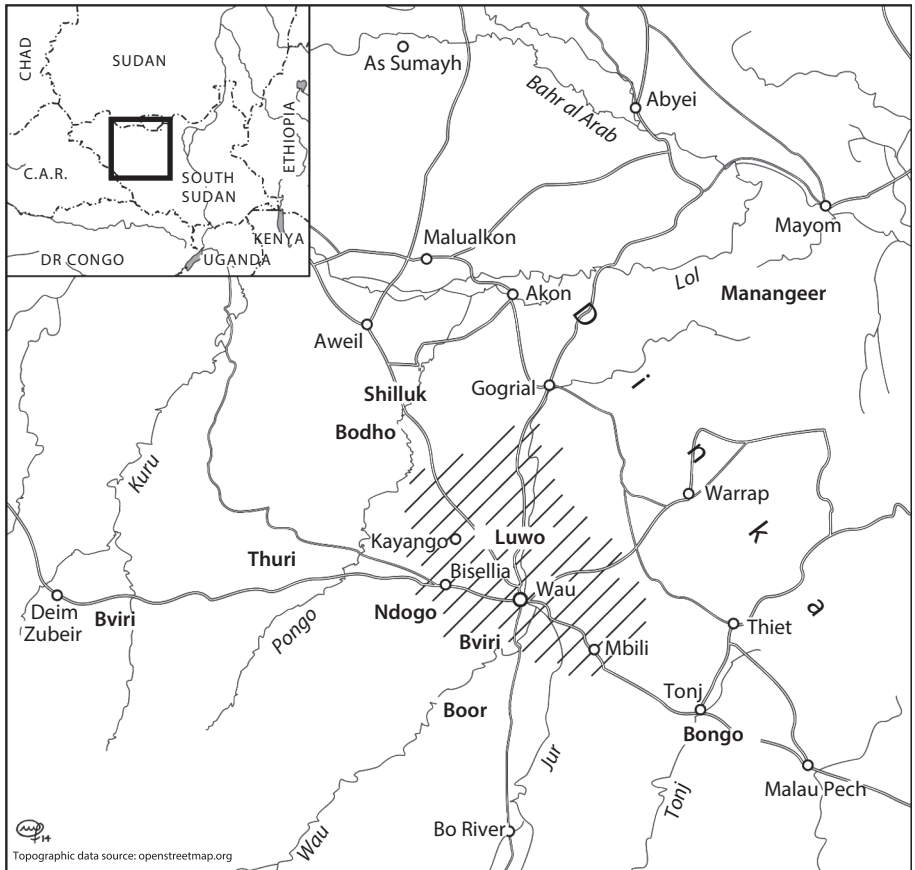 CHAD
SUDAN
C.A.R.
SOUTH
SUDAN
ETHIOPIA
DR CONGO
UGANDA
KENYA
As Sumayh
Bahr al Arab
Abyei
Mayom
Malualkon
Akon
Lol
Manangeer
Aweil
Dinka
Gogrial
Shilluk
Bodho
Kuru
Warrap
Kayango
Luwo
Thuri
Bisellia
Wau
Deim
Zubeir
Bviri
Pongo
Ndogo
Bviri
Mbili
Thiet
Boor
Tonj
Bongo
Jur
Tonj
Malau Pech
Wau
Bo River
14
Topographic data source: openstreetmap.org